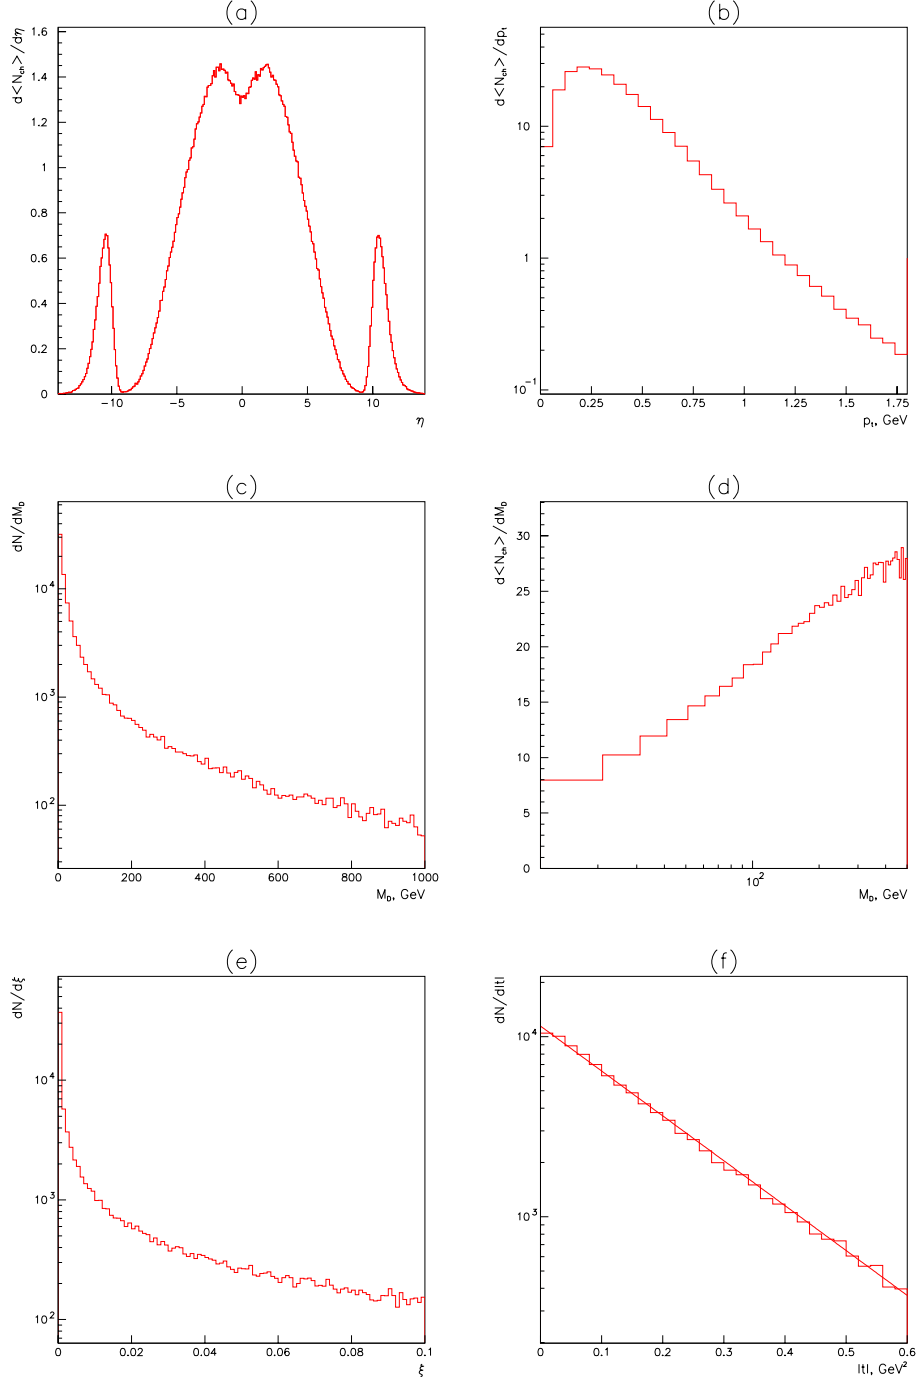 (a)
d<N_ch>/dη
1.6
1.4
1.2
1
0.8
0.6
0.4
0.2
0
−10 −5 0 5 10
η
(b)
d<N_ch>/dp_t
10
1
10^−1
0 0.25 0.5 0.75 1 1.25 1.5 1.75
p_t, GeV
(c)
dN/dM_D
10^4
10^3
10^2
0 200 400 600 800 1000
M_D, GeV
(d)
d<N_ch>/dM_D
30
25
20
15
10
5
0
10^2
M_D, GeV
(e)
dN/dξ
10^4
10^3
10^2
0 0.02 0.04 0.06 0.08 0.1
ξ
(f)
dN/d|t|
10^4
10^3
0 0.1 0.2 0.3 0.4 0.5 0.6
|t|, GeV^2